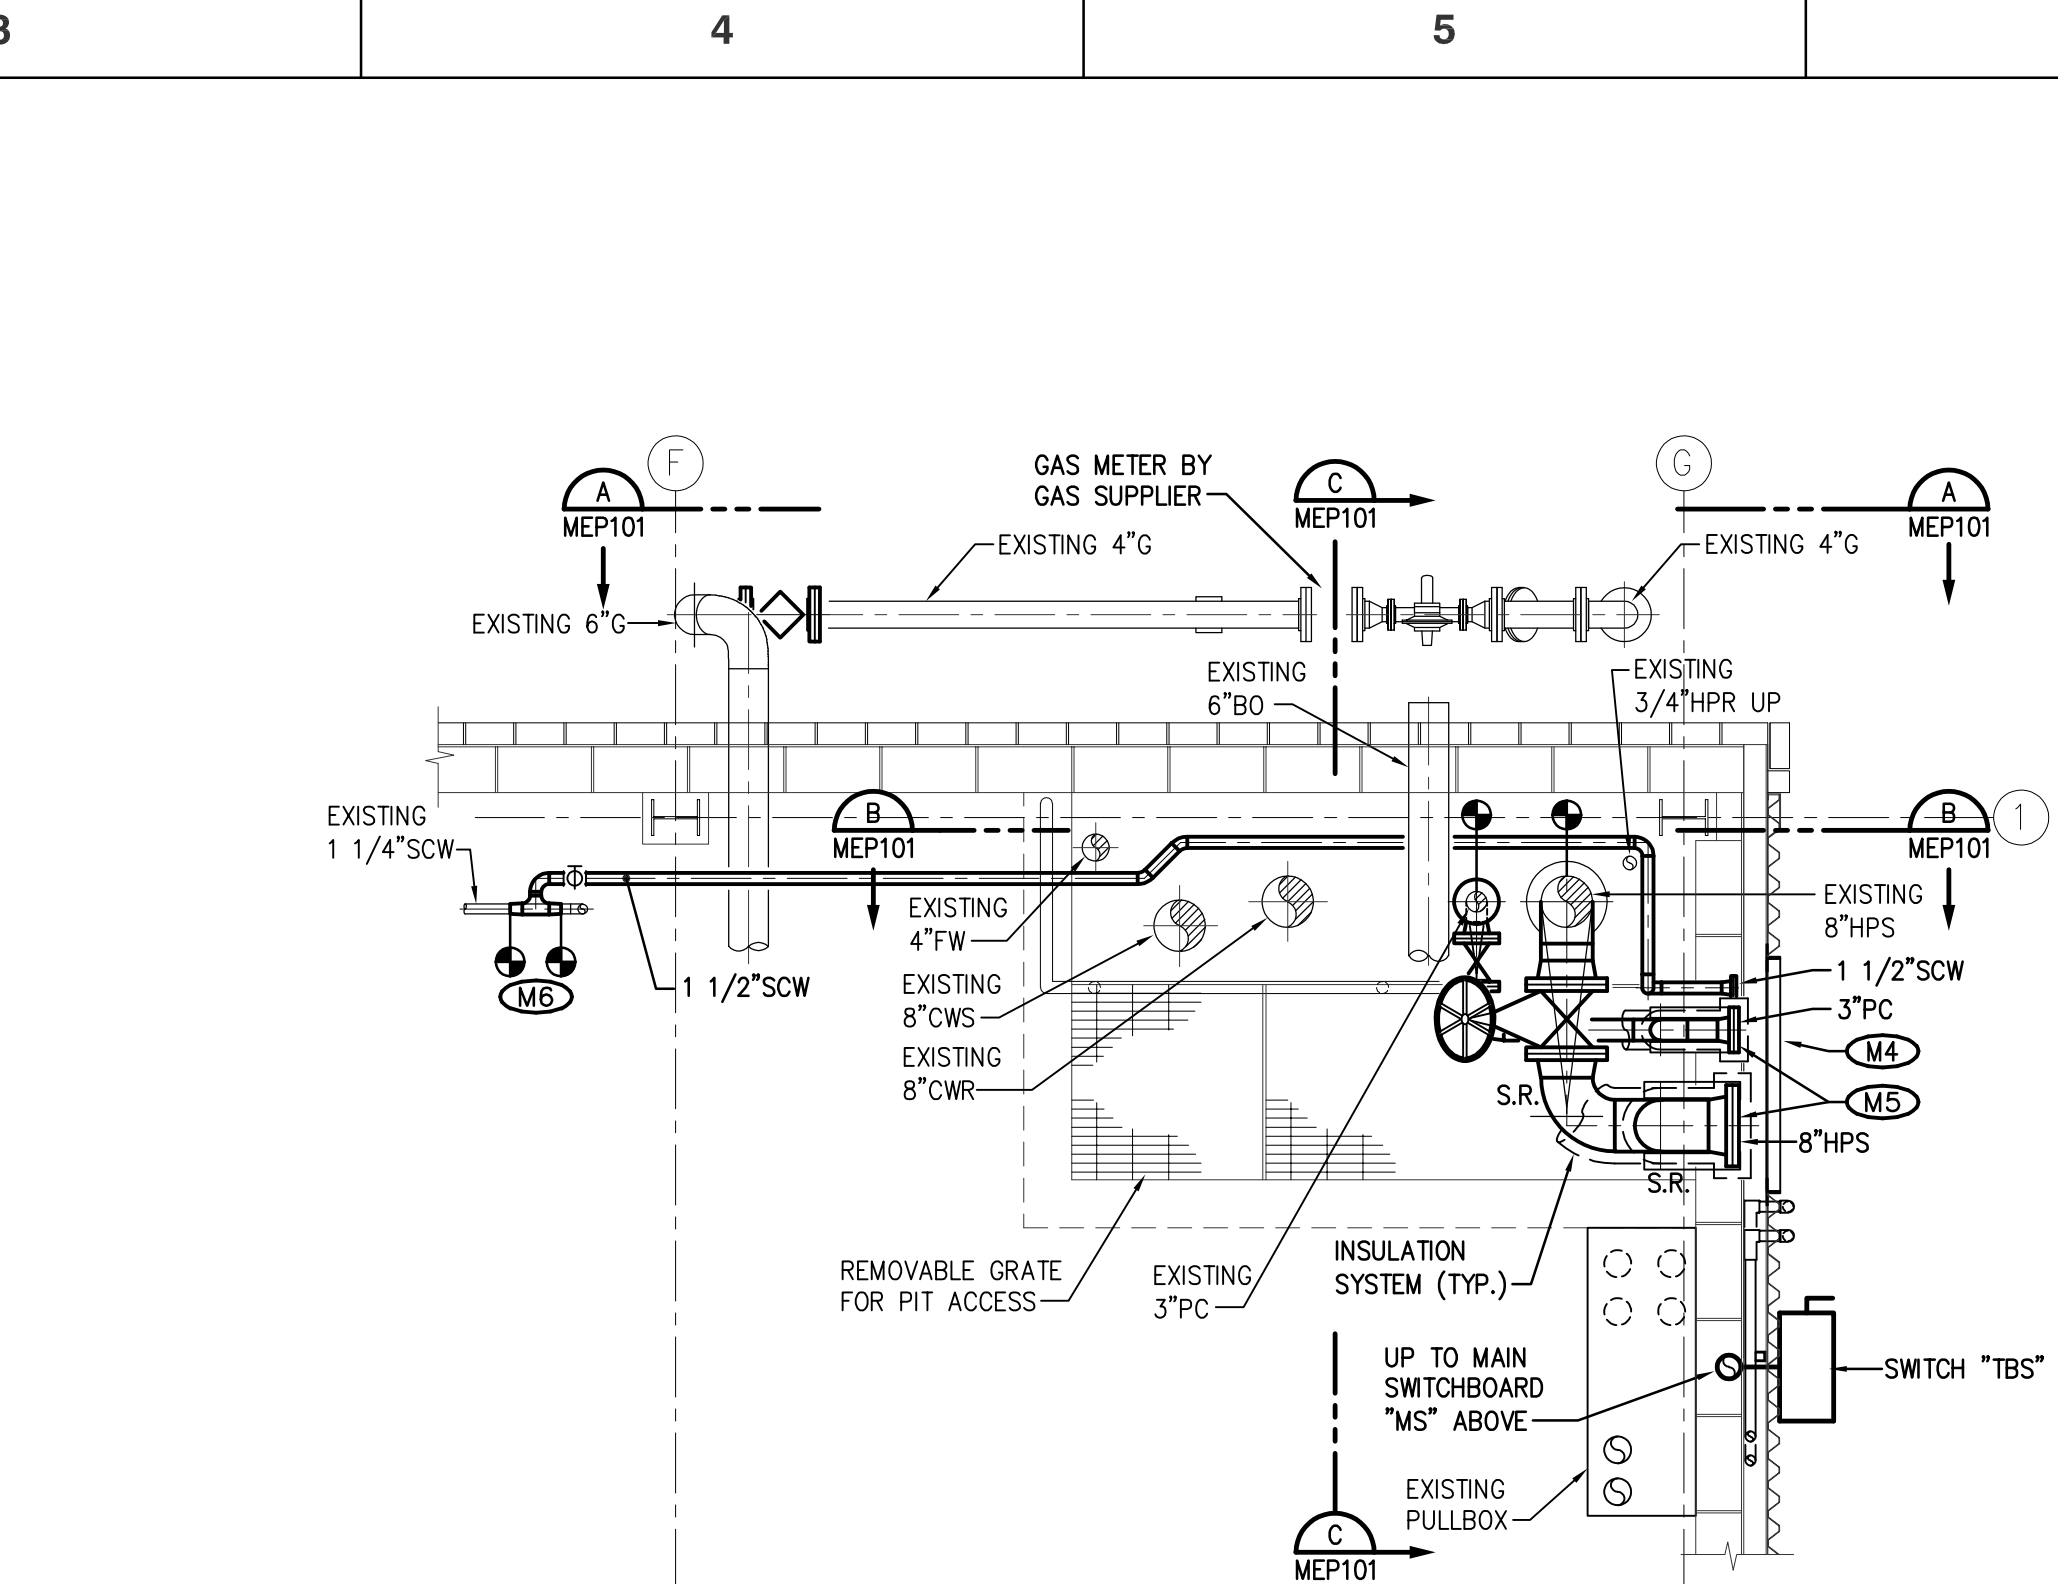 4
5
F
G
GAS METER BY
GAS SUPPLIER
C
MEP101
A
MEP101
A
MEP101
EXISTING 4"G
EXISTING 4"G
EXISTING 6"G
EXISTING
6"BO
EXISTING
3/4"HPR UP
EXISTING
1 1/4"SCW
B
MEP101
B
MEP101
1
EXISTING
4"FW
EXISTING
8"HPS
M6
1 1/2"SCW
EXISTING
8"CWS
1 1/2"SCW
3"PC
EXISTING
8"CWR
M4
S.R.
M5
8"HPS
S.R.
REMOVABLE GRATE
FOR PIT ACCESS
EXISTING
3"PC
INSULATION
SYSTEM (TYP.)
UP TO MAIN
SWITCHBOARD
"MS" ABOVE
SWITCH "TBS"
EXISTING
PULLBOX
C
MEP101